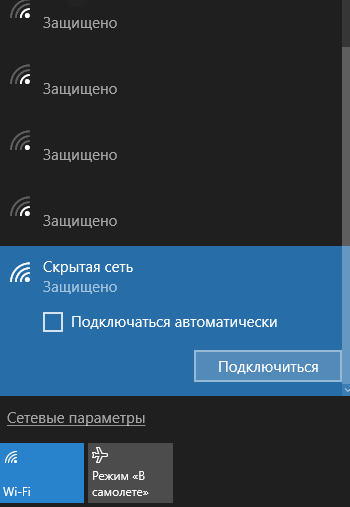 Защищено
Защищено
Защищено
Защищено
Скрытая сеть
Защищено
Подключаться автоматически
Подключиться
Сетевые параметры
Wi-Fi
Режим «В
самолете»